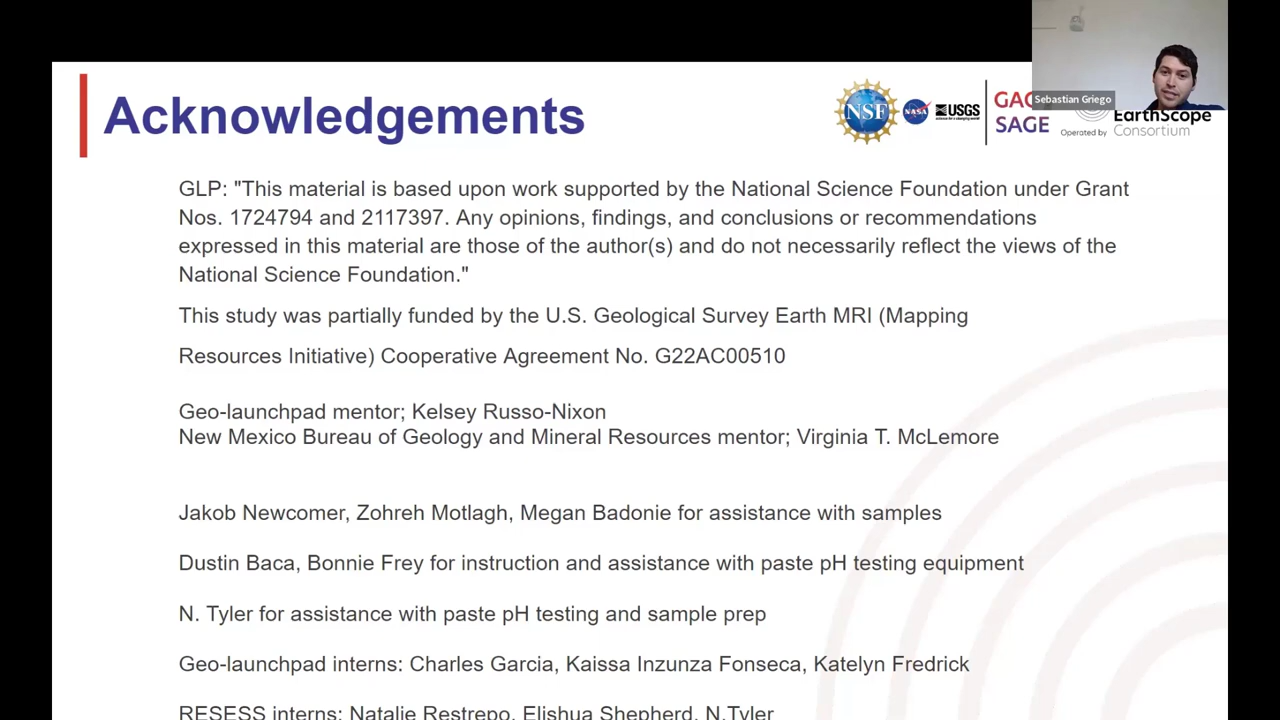 Acknowledgements
NSF
NASA
USGS
science for a changing world
SAGE
Sebastian Griego
Operated by
EarthScope
Consortium
GLP: "This material is based upon work supported by the National Science Foundation under Grant
Nos. 1724794 and 2117397. Any opinions, findings, and conclusions or recommendations
expressed in this material are those of the author(s) and do not necessarily reflect the views of the
National Science Foundation."
This study was partially funded by the U.S. Geological Survey Earth MRI (Mapping
Resources Initiative) Cooperative Agreement No. G22AC00510
Geo-launchpad mentor; Kelsey Russo-Nixon
New Mexico Bureau of Geology and Mineral Resources mentor; Virginia T. McLemore
Jakob Newcomer, Zohreh Motlagh, Megan Badonie for assistance with samples
Dustin Baca, Bonnie Frey for instruction and assistance with paste pH testing equipment
N. Tyler for assistance with paste pH testing and sample prep
Geo-launchpad interns: Charles Garcia, Kaissa Inzunza Fonseca, Katelyn Fredrick
RESESS interns: Natalie Restrepo, Elishua Shepherd, N.Tyler